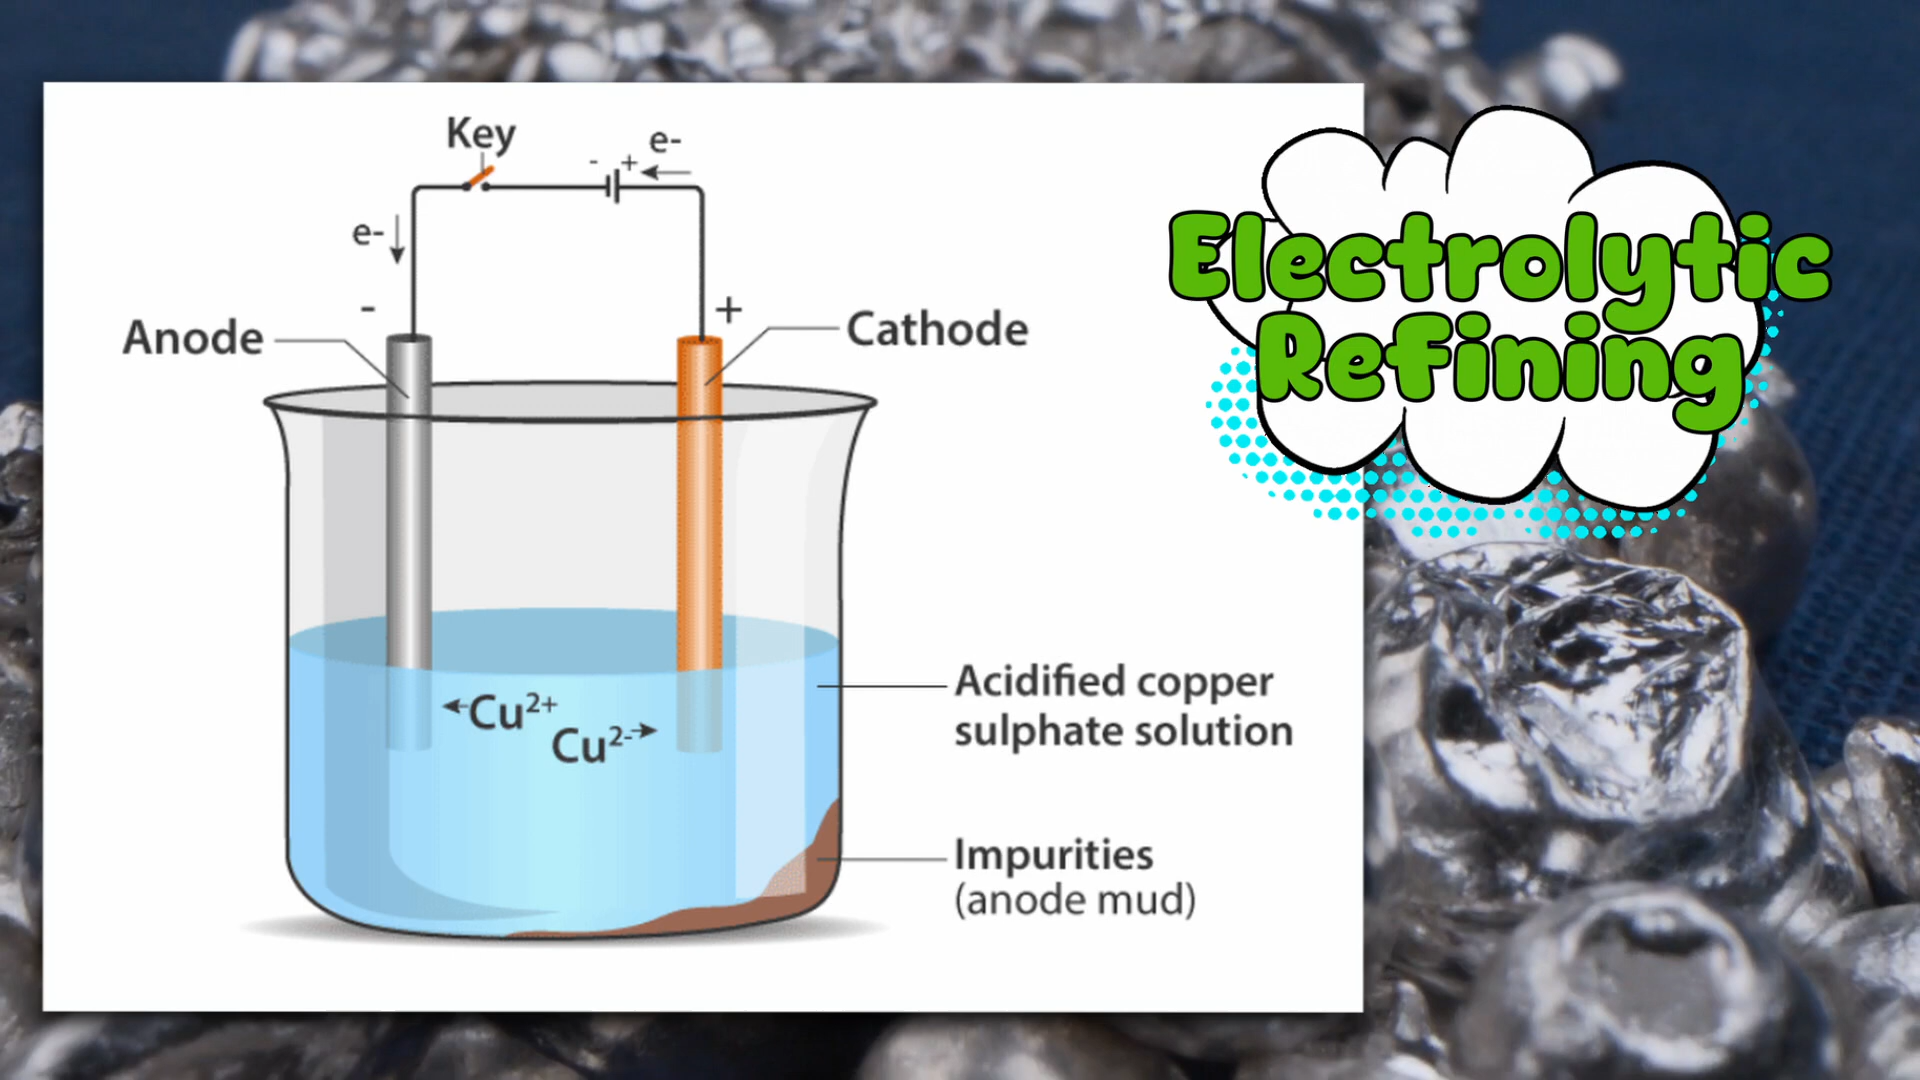 Key
e-
- +
e-
-
+
Anode
Cathode
Electrolytic
Refining
←Cu²⁺
Cu²⁻→
Acidified copper
sulphate solution
Impurities
(anode mud)